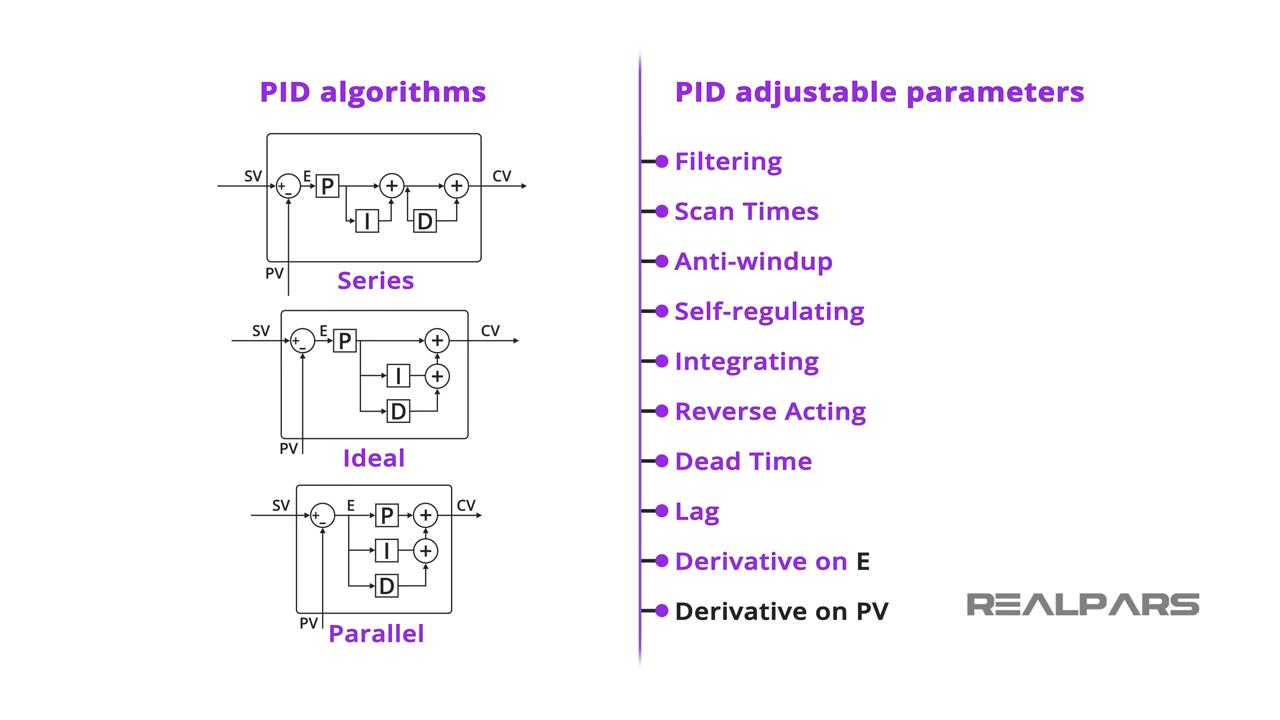 PID algorithms
SV
E
P
I
D
CV
PV
Series
SV
E
P
I
D
CV
PV
Ideal
SV
E
P
I
D
CV
PV
Parallel
PID adjustable parameters
Filtering
Scan Times
Anti-windup
Self-regulating
Integrating
Reverse Acting
Dead Time
Lag
Derivative on E
Derivative on PV
REALPARS